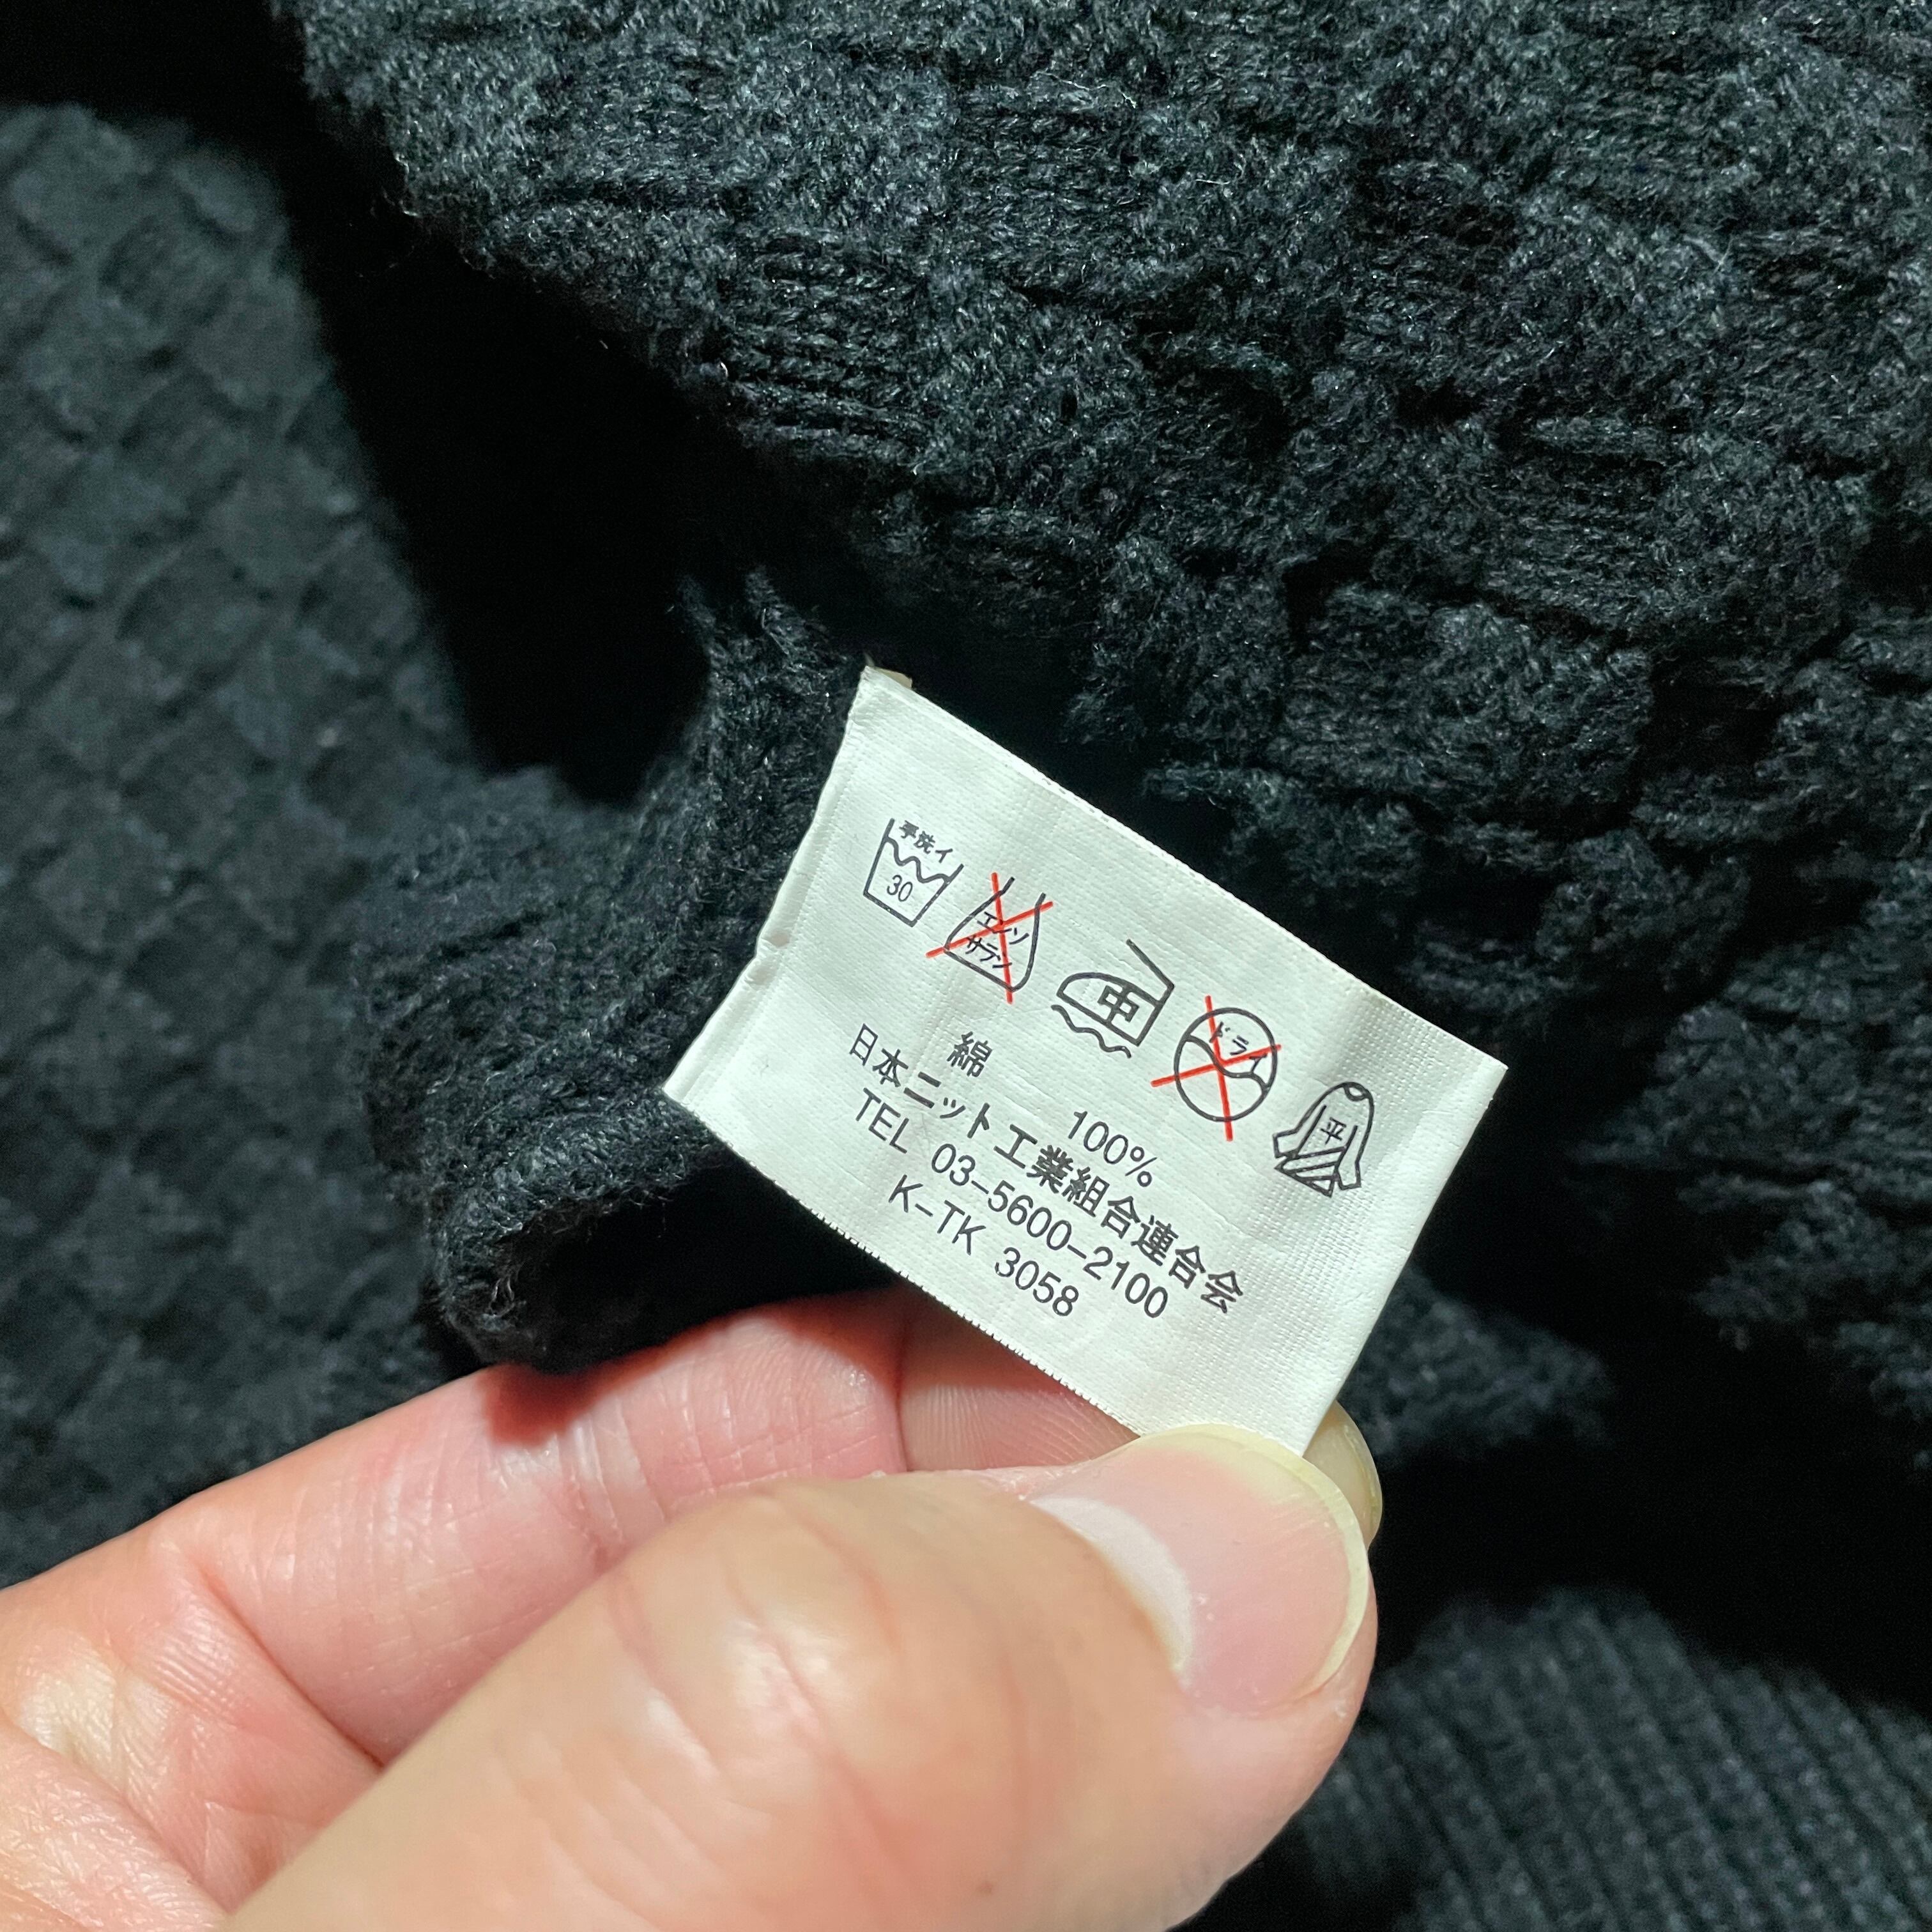 手洗イ
30
エンソ
サラシ
中
ドライ
平
綿 100%
日本ニット工業組合連合会
TEL 03-5600-2100
K-TK 3058